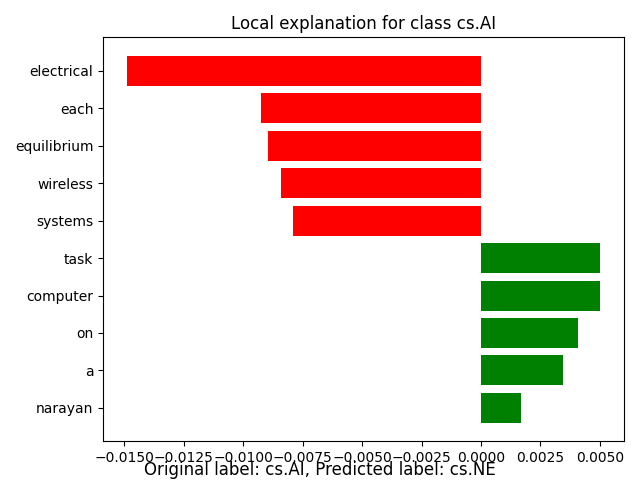 Local explanation for class cs.AI
electrical
each
equilibrium
wireless
systems
task
computer
on
a
narayan
−0.0150 −0.0125 −0.0100 −0.0075 −0.0050 −0.0025 0.0000 0.0025 0.0050
Original label: cs.AI, Predicted label: cs.NE